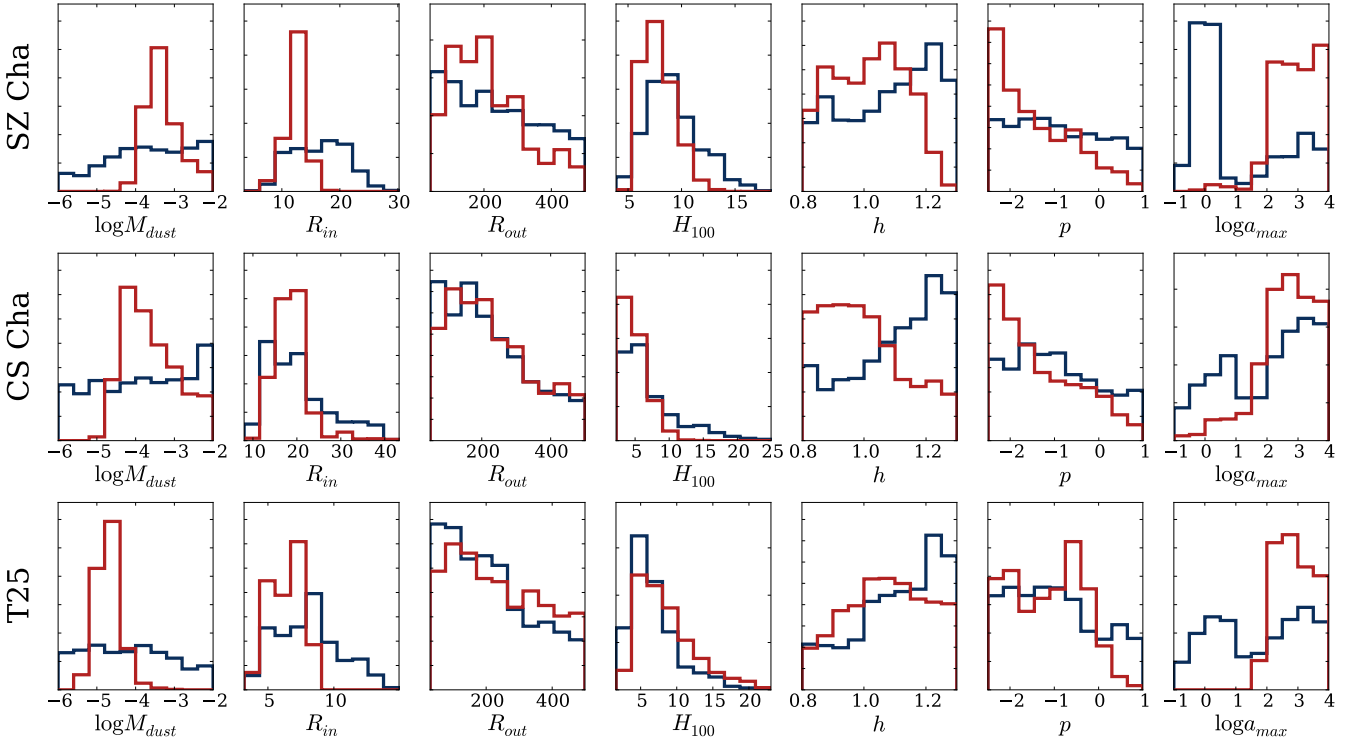 SZ Cha
−6 −5 −4 −3 −2 10 20 30 200 400 5 10 15 0.8 1.0 1.2 −2 −1 0 1 −1 0 1 2 3 4
logM_dust R_in R_out H_100 h p loga_max
CS Cha
−6 −5 −4 −3 −2 10 20 30 40 200 400 5 10 15 20 25 0.8 1.0 1.2 −2 −1 0 1 −1 0 1 2 3 4
logM_dust R_in R_out H_100 h p loga_max
T25
−6 −5 −4 −3 −2 5 10 200 400 5 10 15 20 0.8 1.0 1.2 −2 −1 0 1 −1 0 1 2 3 4
logM_dust R_in R_out H_100 h p loga_max